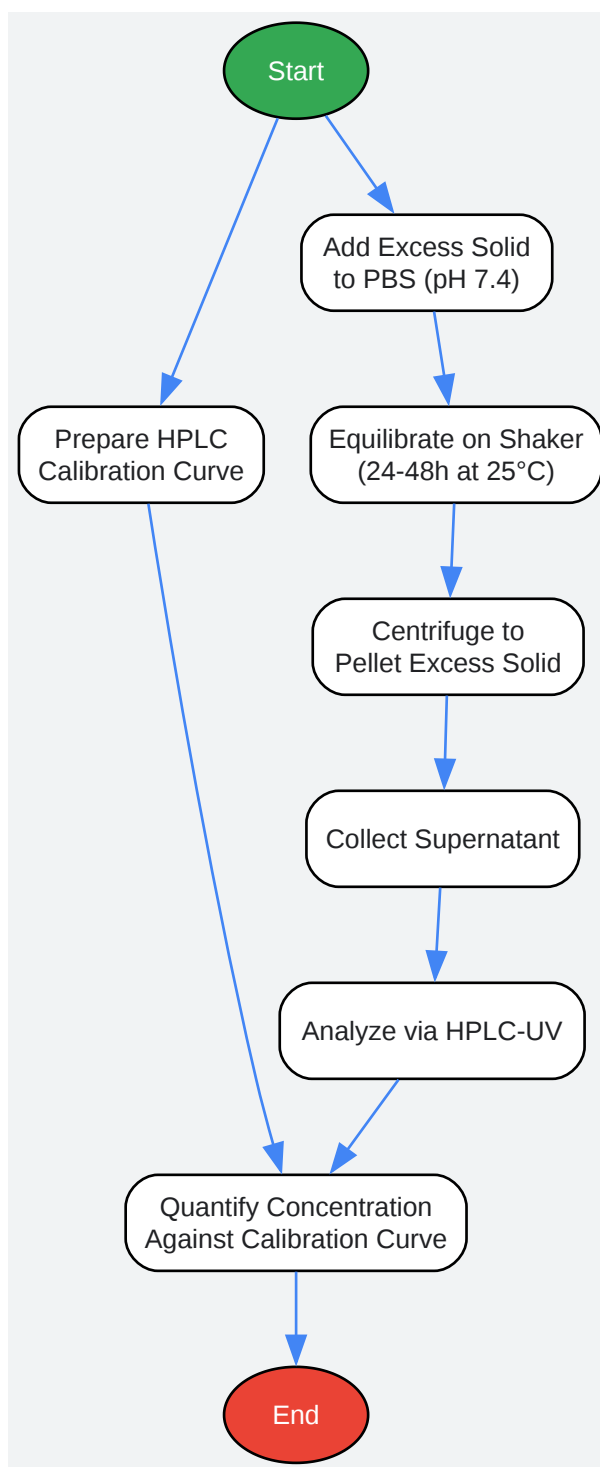 Start
Add Excess Solid
to PBS (pH 7.4)
Prepare HPLC
Calibration Curve
Equilibrate on Shaker
(24-48h at 25°C)
Centrifuge to
Pellet Excess Solid
Collect Supernatant
Analyze via HPLC-UV
Quantify Concentration
Against Calibration Curve
End